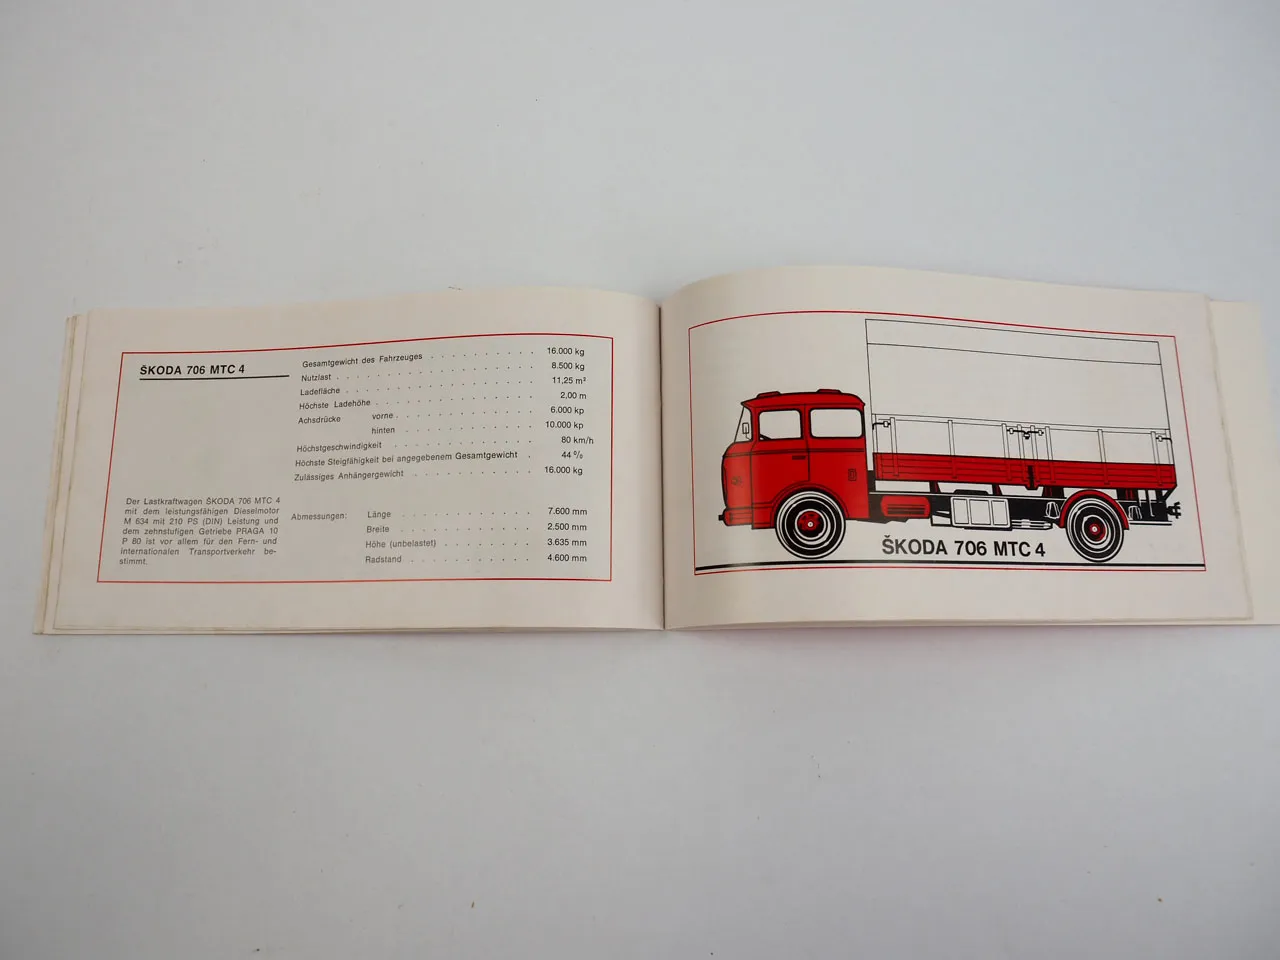 ŠKODA 706 MTC 4
Der Lastkraftwagen ŠKODA 706 MTC 4
mit dem leistungsfähigen Dieselmotor
M 634 mit 210 PS (DIN) Leistung und
dem zehnstufigen Getriebe PRAGA 10
P 80 ist vor allem für den Fern- und
internationalen Transportverkehr be-
stimmt.
Gesamtgewicht des Fahrzeuges . . . . . . . . . . 16.000 kg
Nutzlast . . . . . . . . . . . . . . . . . . 8.500 kg
Ladefläche . . . . . . . . . . . . . . . . . 11,25 m²
Höchste Ladehöhe . . . . . . . . . . . . . . 2,00 m
Achsdrücke vorne . . . . . . . . . . . . 6.000 kp
hinten . . . . . . . . . . . . 10.000 kp
Höchstgeschwindigkeit . . . . . . . . . . . . 80 km/h
Höchste Steigfähigkeit bei angegebenem Gesamtgewicht . 44 %
Zulässiges Anhängergewicht . . . . . . . . . . . 16.000 kg
Abmessungen: Länge . . . . . . . . . . . . 7.600 mm
Breite . . . . . . . . . . . . 2.500 mm
Höhe (unbelastet) . . . . . . . . 3.635 mm
Radstand . . . . . . . . . . . 4.600 mm
ŠKODA 706 MTC 4